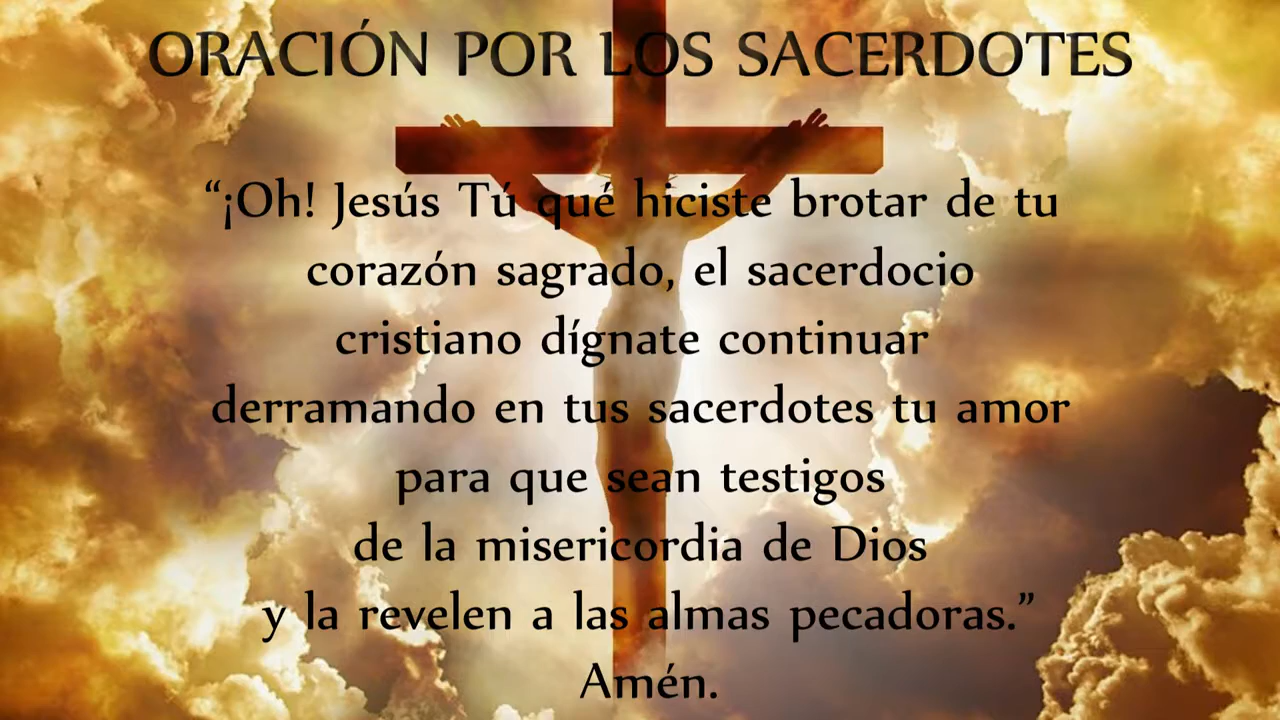 ORACIÓN POR LOS SACERDOTES
“¡Oh! Jesús Tú qué hiciste brotar de tu
corazón sagrado, el sacerdocio
cristiano dígnate continuar
derramando en tus sacerdotes tu amor
para que sean testigos
de la misericordia de Dios
y la revelen a las almas pecadoras.”
Amén.